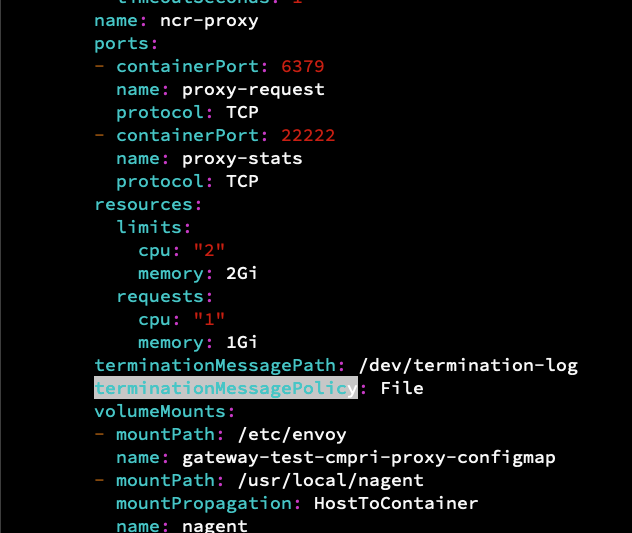 timeoutSeconds: 1
name: ncr-proxy
ports:
- containerPort: 6379
name: proxy-request
protocol: TCP
- containerPort: 22222
name: proxy-stats
protocol: TCP
resources:
limits:
cpu: "2"
memory: 2Gi
requests:
cpu: "1"
memory: 1Gi
terminationMessagePath: /dev/termination-log
terminationMessagePolicy: File
volumeMounts:
- mountPath: /etc/envoy
name: gateway-test-cmpri-proxy-configmap
- mountPath: /usr/local/nagent
mountPropagation: HostToContainer
name: nagent